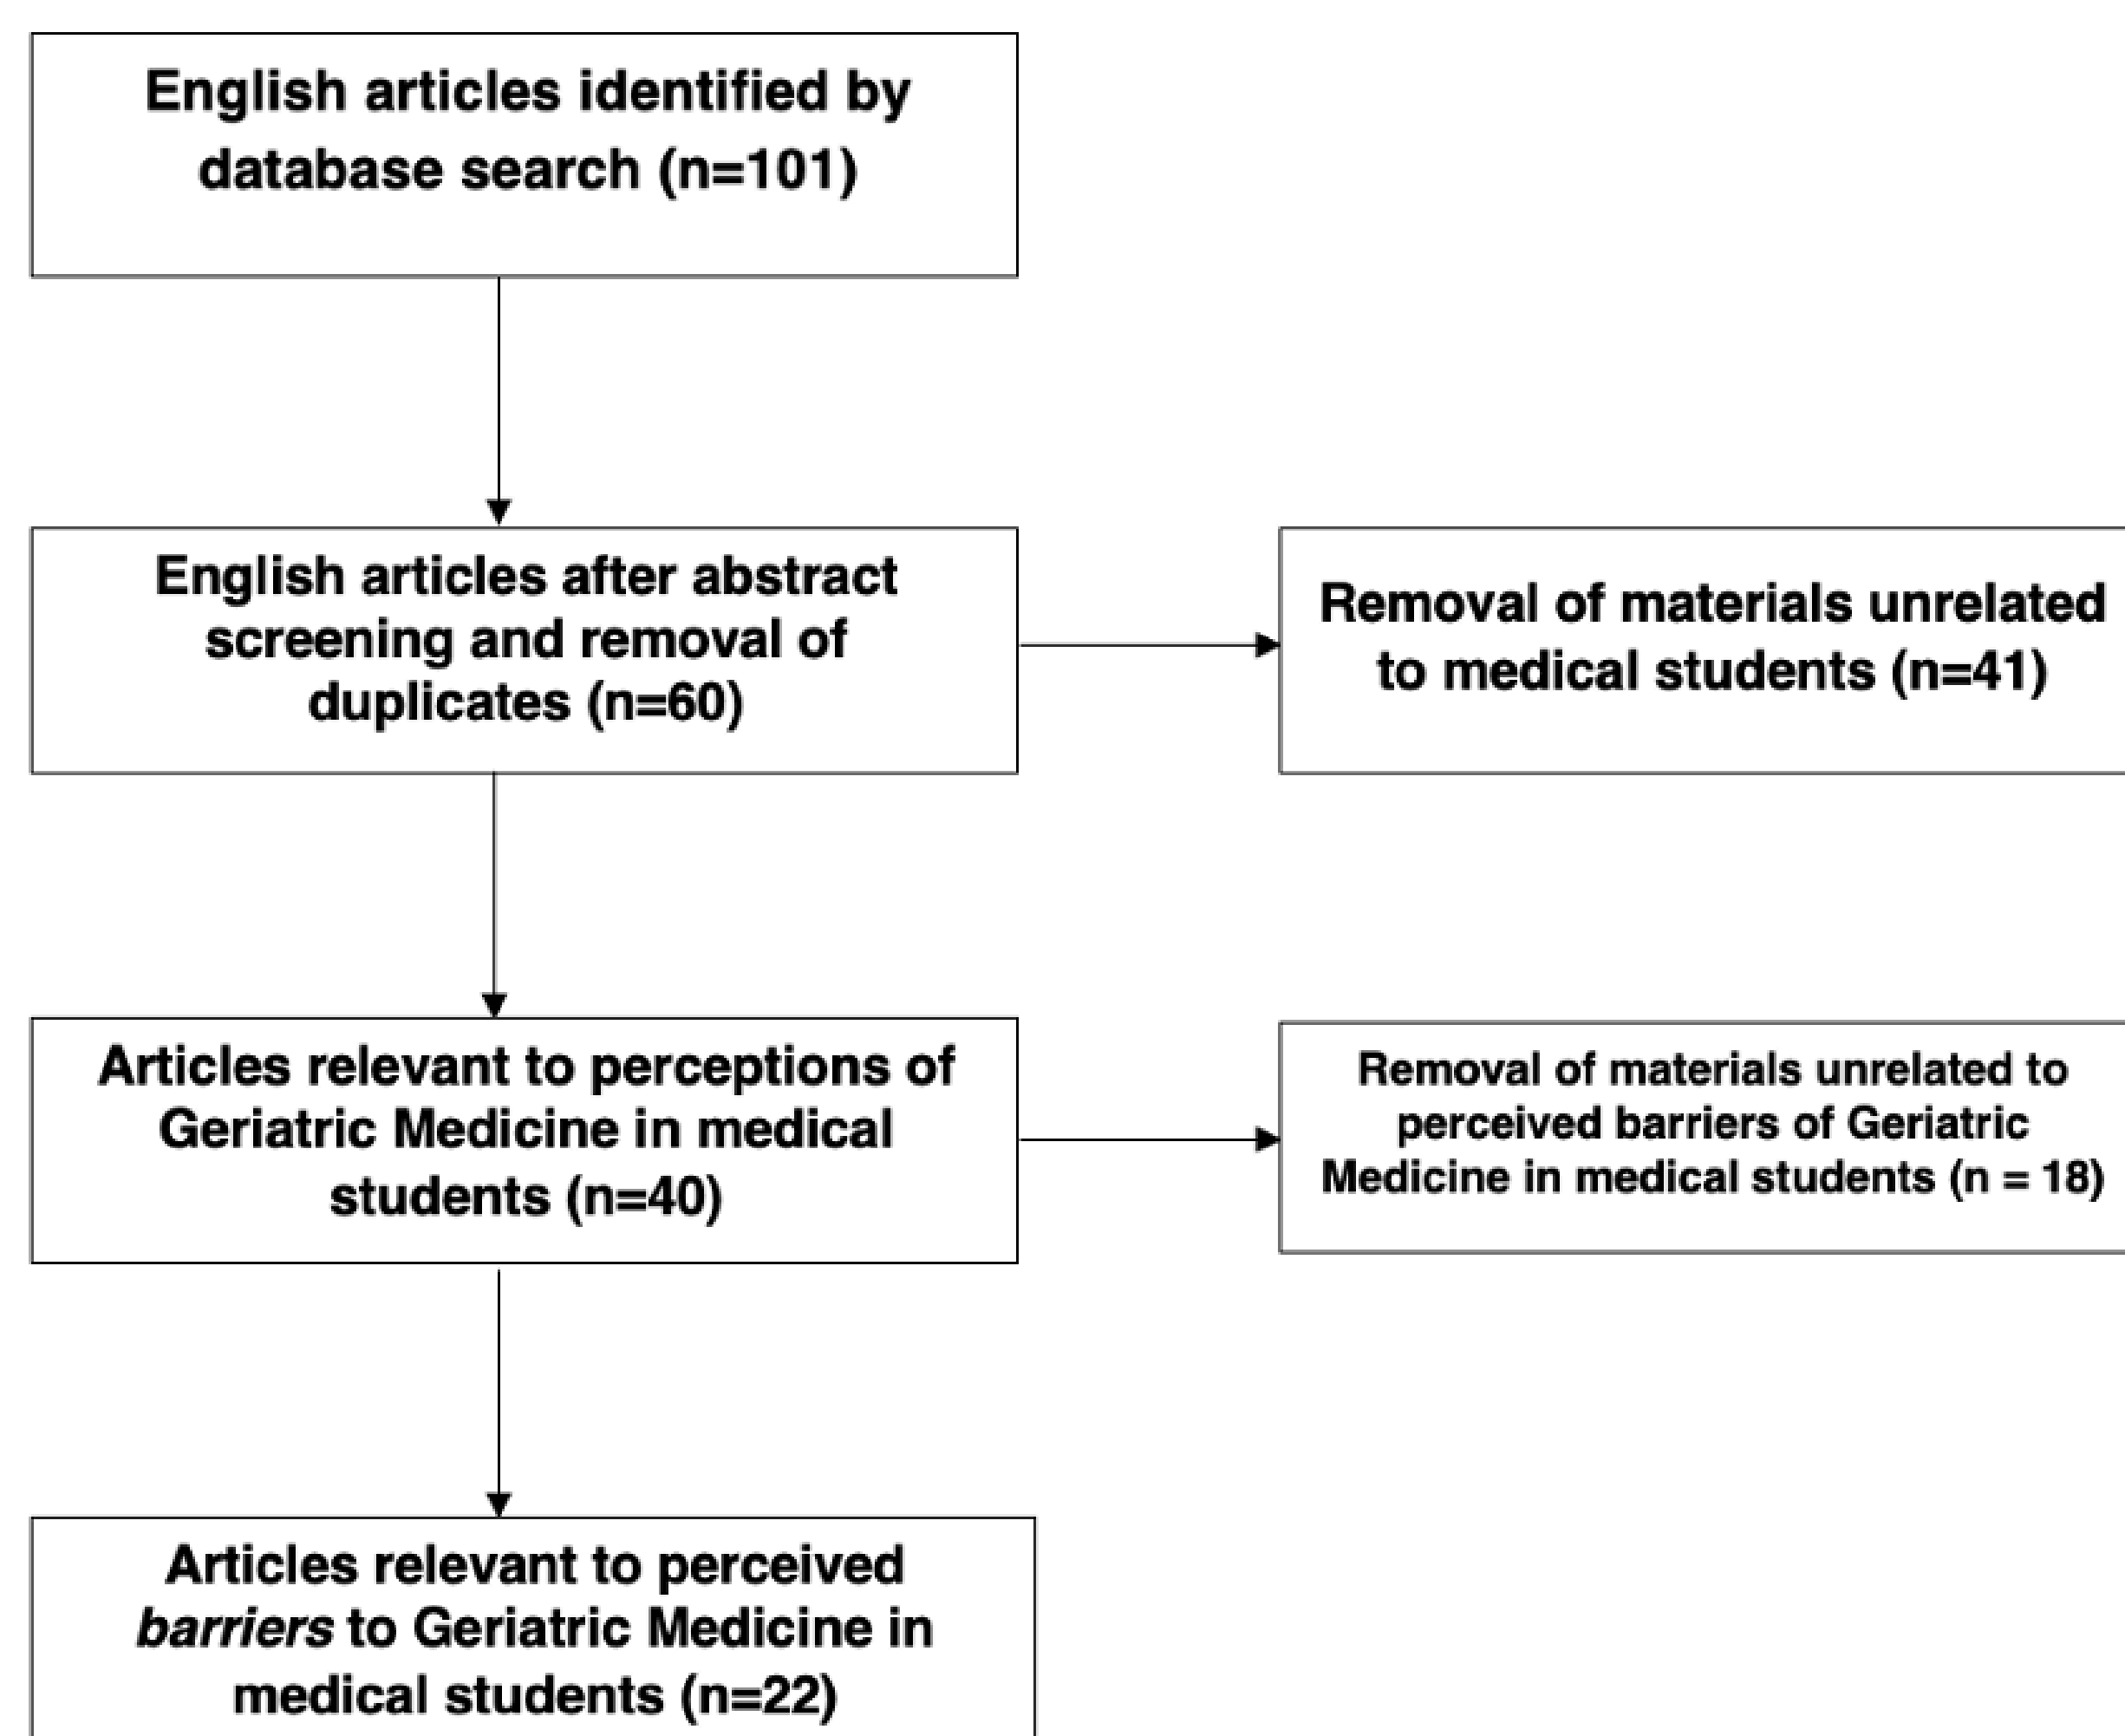 English articles identified by
database search (n=101)
English articles after abstract
screening and removal of
duplicates (n=60)
Removal of materials unrelated
to medical students (n=41)
Articles relevant to perceptions of
Geriatric Medicine in medical
students (n=40)
Removal of materials unrelated to
perceived barriers of Geriatric
Medicine in medical students (n = 18)
Articles relevant to perceived
barriers to Geriatric Medicine in
medical students (n=22)